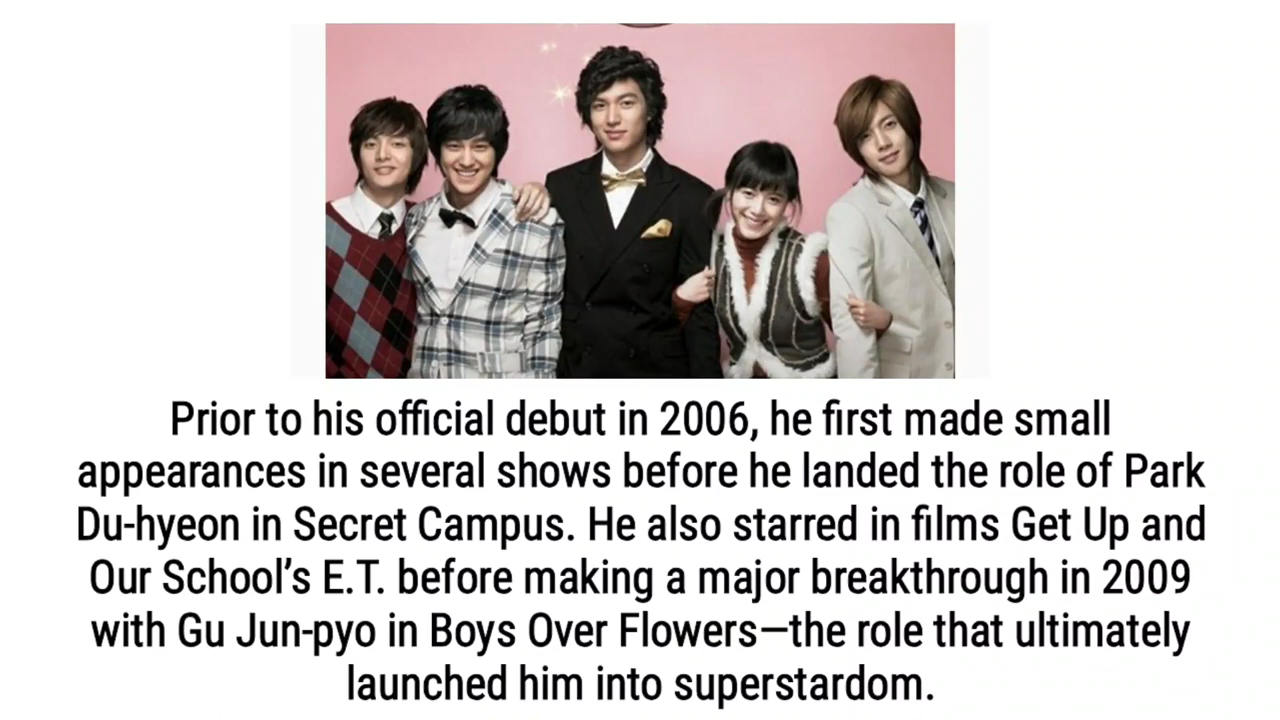 Prior to his official debut in 2006, he first made small
appearances in several shows before he landed the role of Park
Du-hyeon in Secret Campus. He also starred in films Get Up and
Our School’s E.T. before making a major breakthrough in 2009
with Gu Jun-pyo in Boys Over Flowers—the role that ultimately
launched him into superstardom.